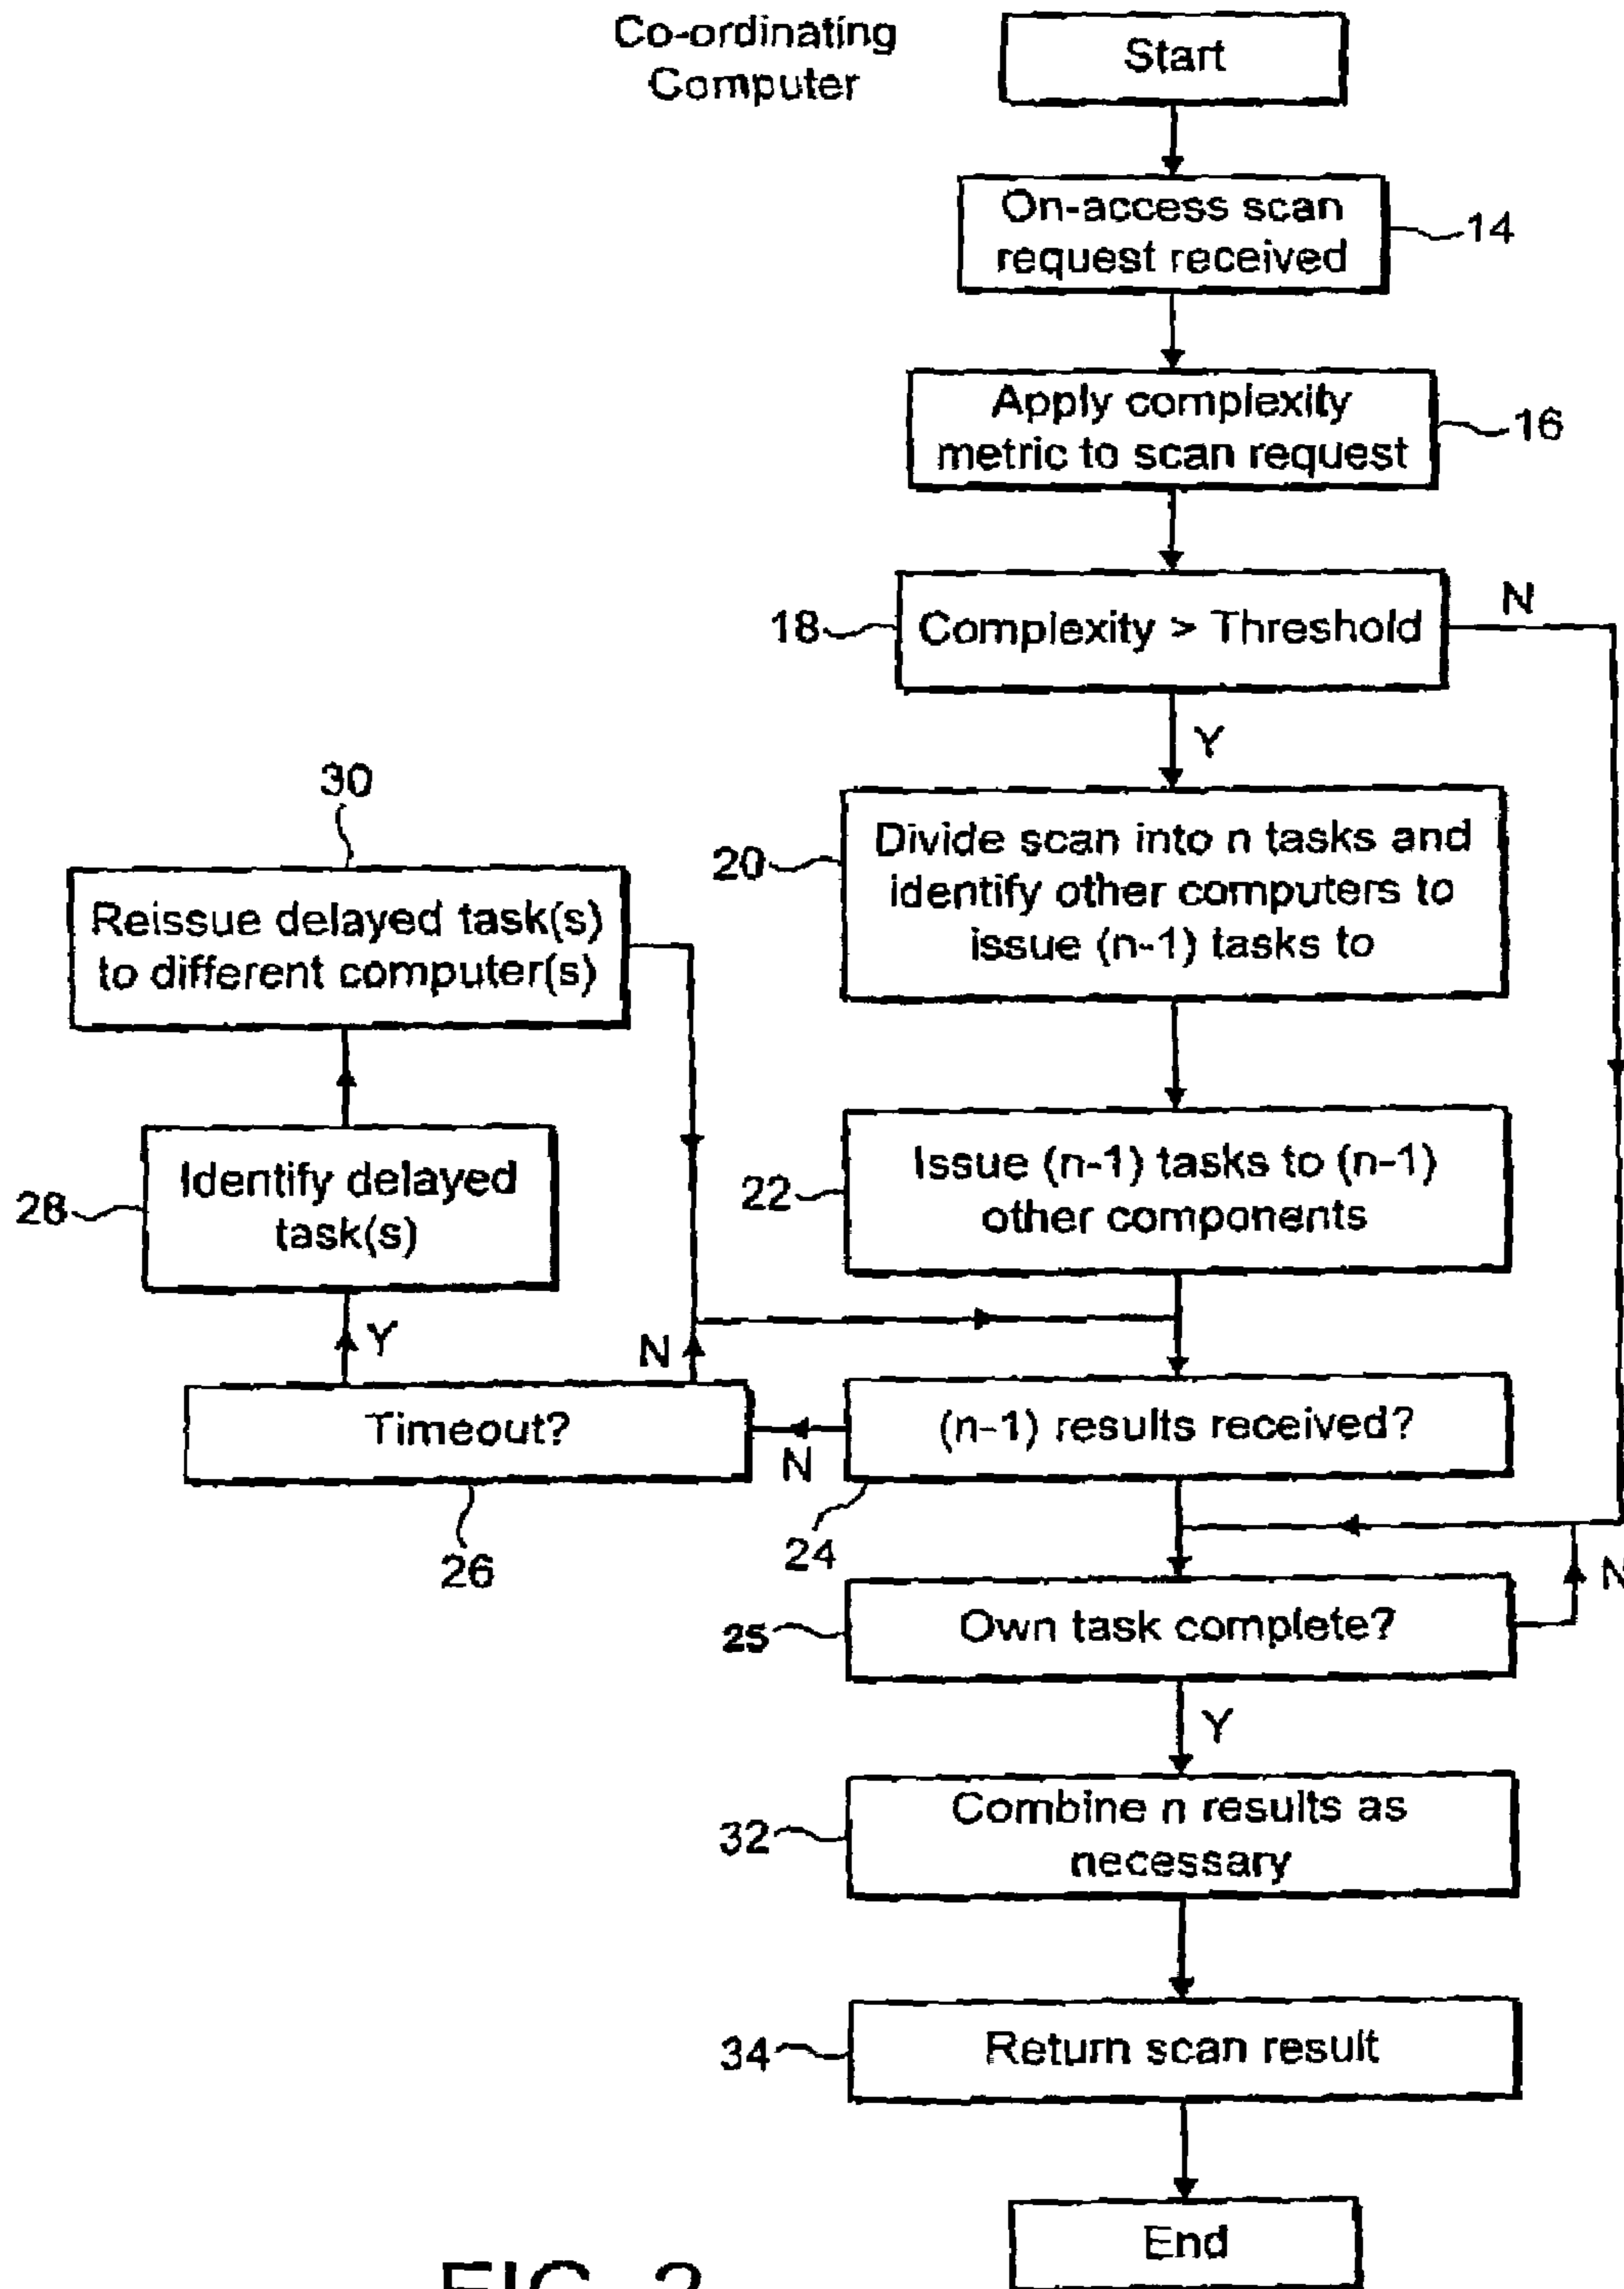 Co-ordinating
Computer
Start
On-access scan
request received
14
Apply complexity
metric to scan request
16
18
Complexity > Threshold
N
Y
30
20
Divide scan into n tasks and
identify other computers to
issue (n-1) tasks to
Reissue delayed task(s)
to different computer(s)
28
Identify delayed
task(s)
22
Issue (n-1) tasks to (n-1)
other components
Y
N
Timeout?
N
(n-1) results received?
26
24
25
Own task complete?
N
Y
32
Combine n results as
necessary
34
Return scan result
End
FIG. 2